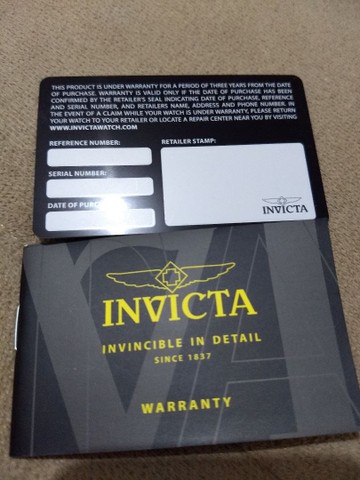 THIS PRODUCT IS UNDER WARRANTY FOR A PERIOD OF THREE YEARS FROM THE DATE
OF PURCHASE. WARRANTY IS VALID ONLY IF THE DATE OF PURCHASE HAS BEEN
CONFIRMED BY THE RETAILER'S SEAL INDICATING DATE OF PURCHASE, REFERENCE
AND SERIAL NUMBER, AND RETAILERS NAME, ADDRESS AND PHONE NUMBER. IN
THE EVENT OF A CLAIM WHILE YOUR WATCH IS UNDER WARRANTY, PLEASE RETURN
YOUR WATCH TO YOUR RETAILER OR LOCATE A REPAIR CENTER NEAR YOU BY VISITING
WWW.INVICTAWATCH.COM
REFERENCE NUMBER:
RETAILER STAMP:
SERIAL NUMBER:
DATE OF
INVICTA
INVICTA
INVINCIBLE IN DETAIL
SINCE 1837
WARRANTY